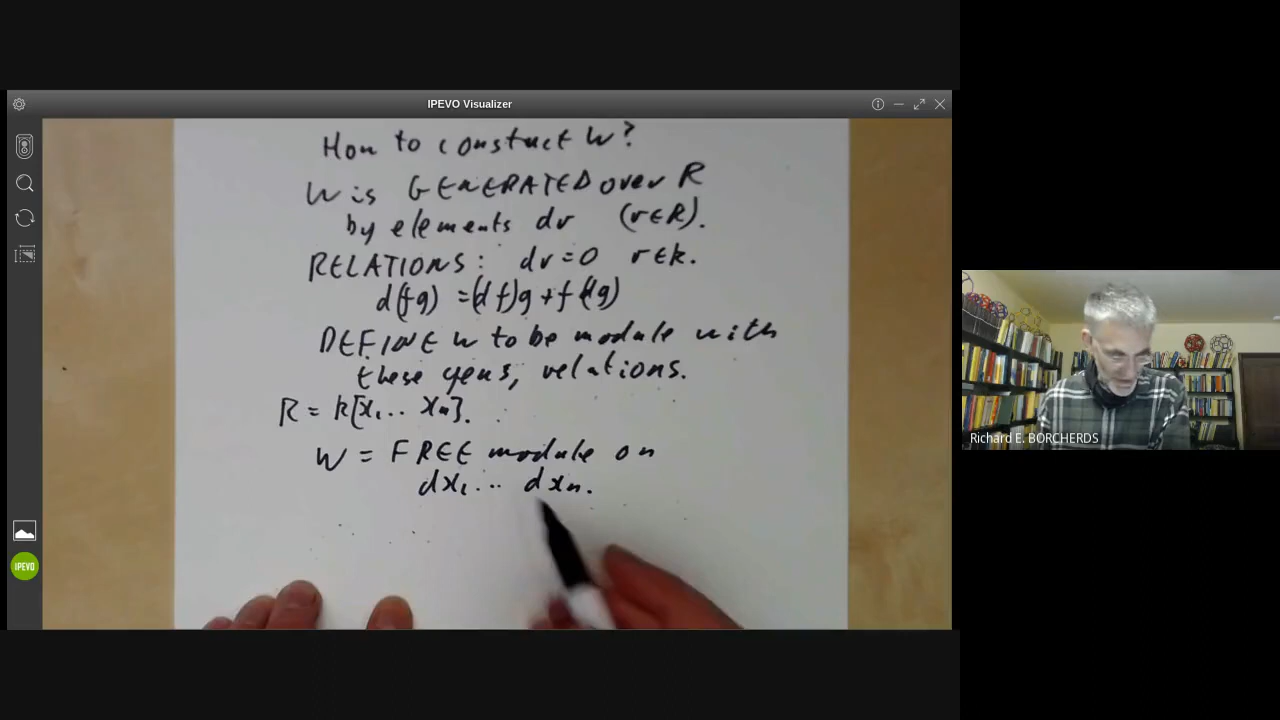 IPEVO Visualizer
How to constuct W?
W is GENERATED over R
by elements dr (r∈R).
RELATIONS: dr=0 r∈k.
d(fg) =(df)g+f(dg)
DEFINE W to be module with
these gens, relations.
R = k[x₁.. xₙ].
W = FREE module on
dx₁... dxₙ.
IPEVO
Richard E. BORCHERDS